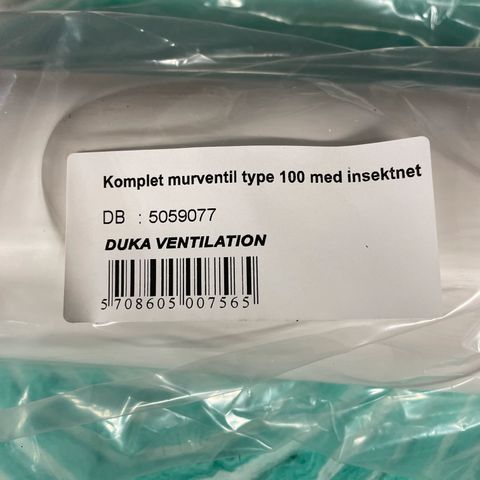 Komplet murventil type 100 med insektnet
DB : 5059077
DUKA VENTILATION
5 708605 007565